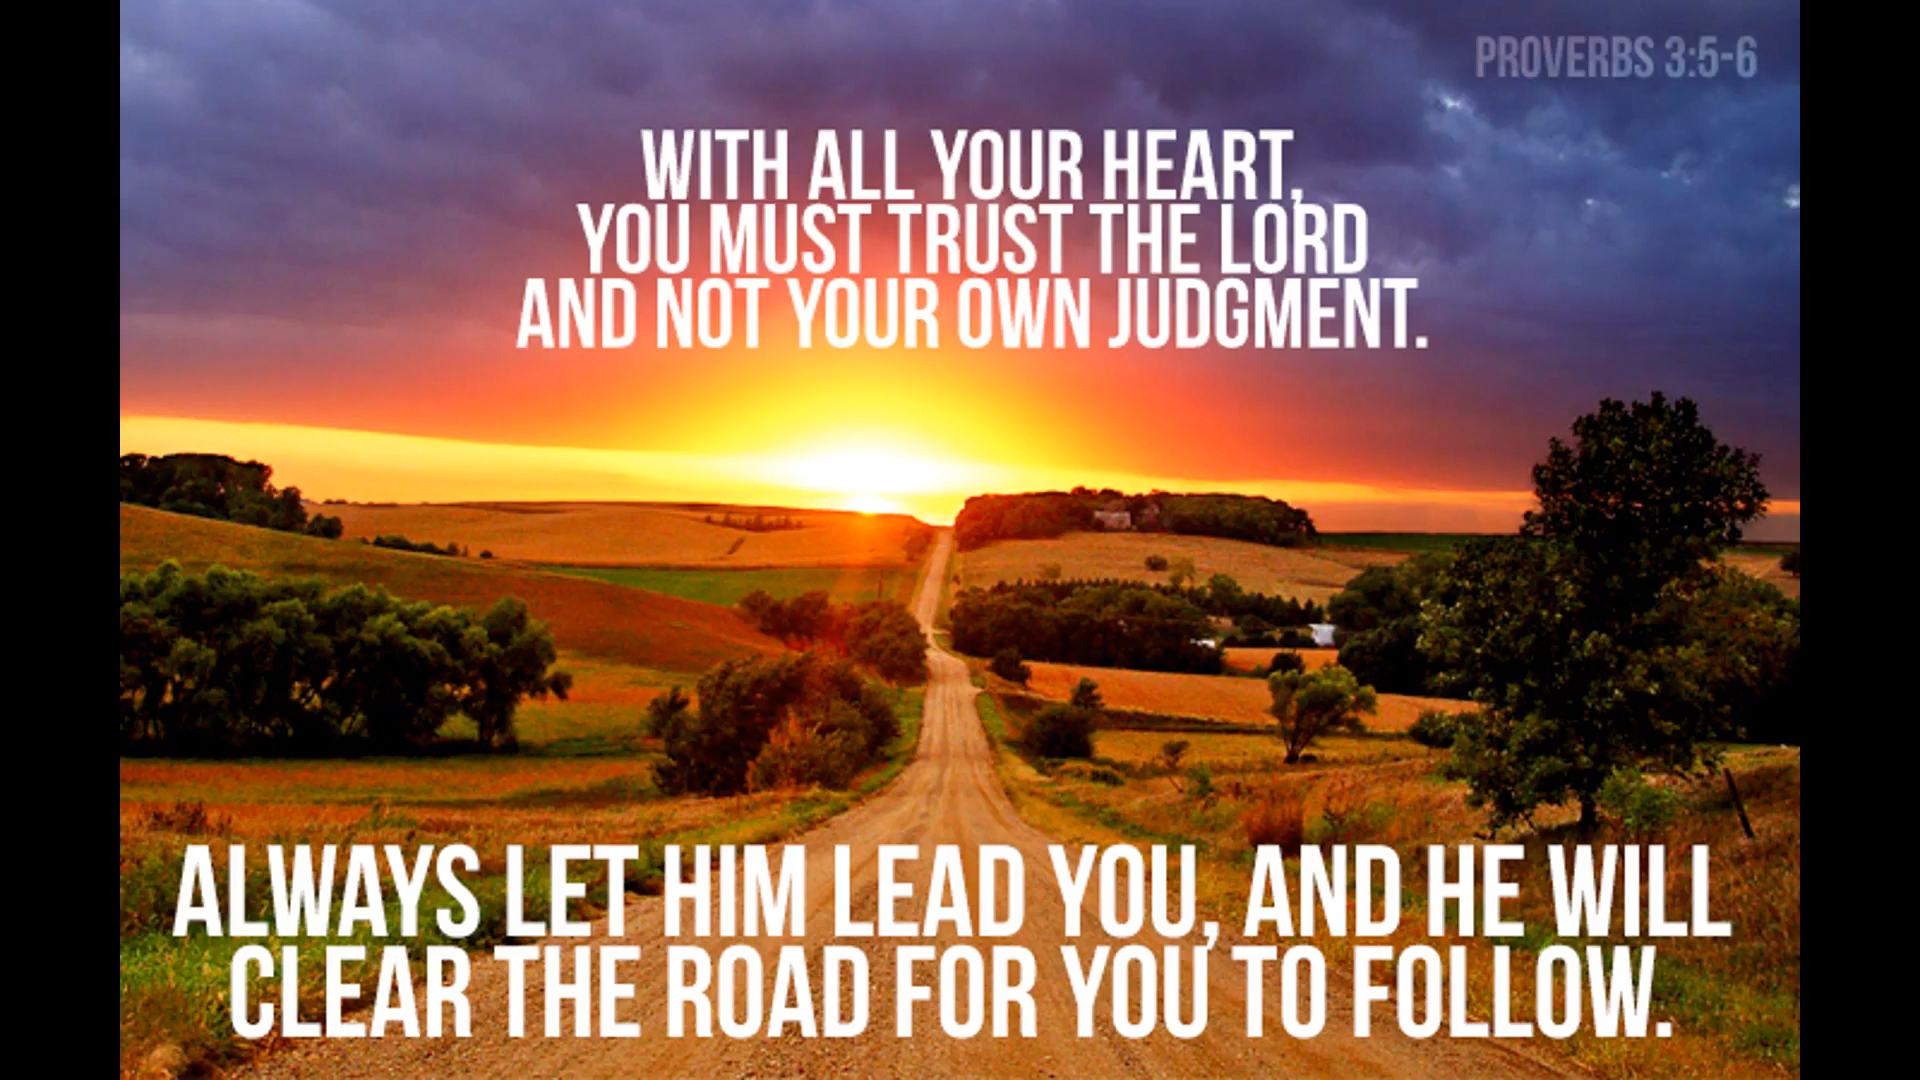 PROVERBS 3:5-6
WITH ALL YOUR HEART,
YOU MUST TRUST THE LORD
AND NOT YOUR OWN JUDGMENT.
ALWAYS LET HIM LEAD YOU, AND HE WILL
CLEAR THE ROAD FOR YOU TO FOLLOW.